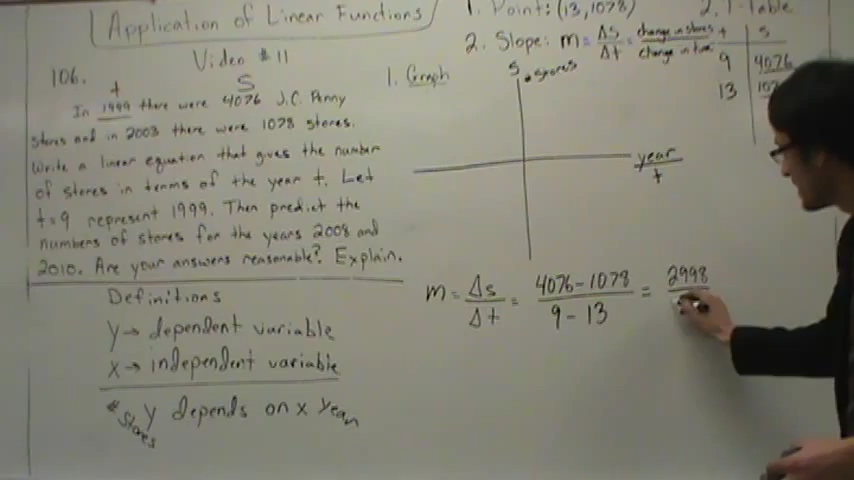 Application of Linear Functions
Video #11
106.
t
S
In 1999 there were 4076 J.C. Penny
stores and in 2003 there were 1078 stores.
Write a linear equation that gives the number
of stores in terms of the year t. Let
t=9 represent 1999. Then predict the
numbers of stores for the years 2008 and
2010. Are your answers reasonable? Explain.
Definitions
y → dependent variable
x → independent variable
# stores y depends on x year
1. Point: (13,1078)
2. Slope: m = Δs/Δt = change in stores/change in time
1. Graph
S
stores
year
t
2. T-Table
t s
9 4076
13
m = Δs/Δt = 4076-1078/9-13 = 2998